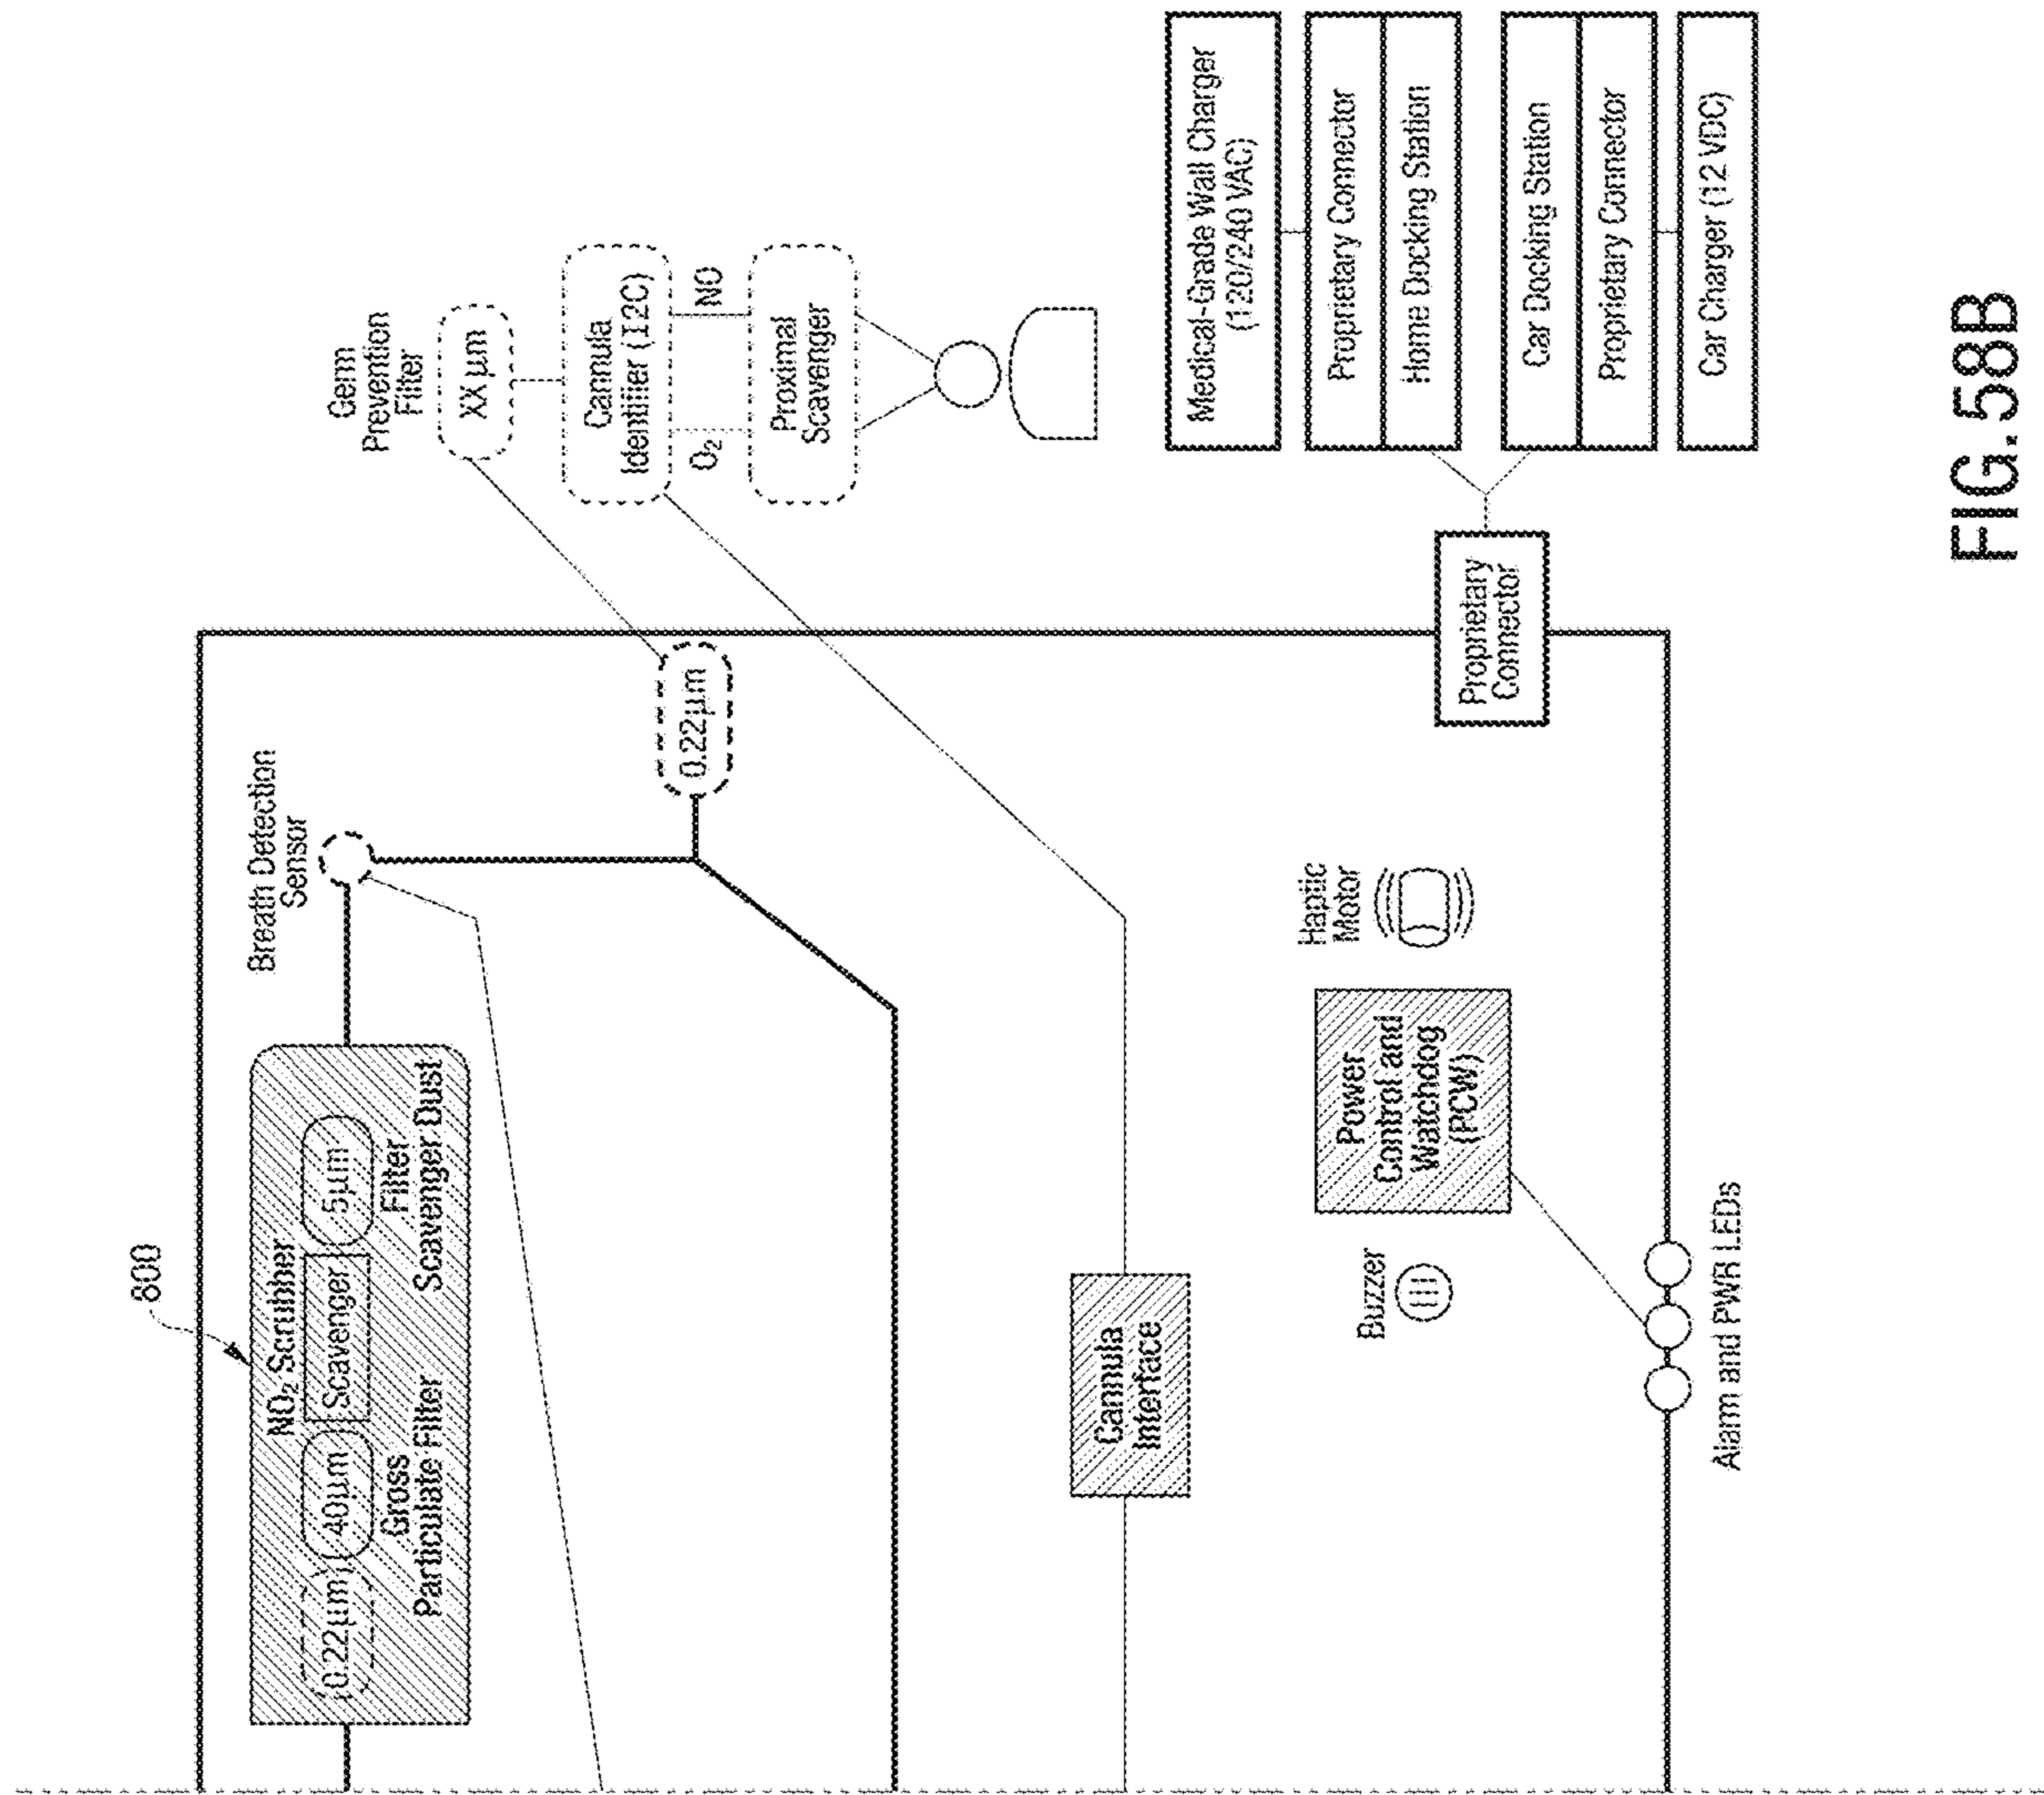 800
NO₂ Scrubber
0.22µm
40µm
Scavenger
5µm
Gross
Particulate Filter
Filter
Scavenger Dust
Breath Detection
Sensor
0.22µm
Germ
Prevention
Filter
XX µm
Cannula
Identifier (I2C)
O₂
NO
Proximal
Scavenger
Cannula
Interface
Buzzer
Power
Control and
Watchdog
(PCW)
Haptic
Motor
Alarm and PWR LEDs
Proprietary
Connector
Medical-Grade Wall Charger
(120/240 VAC)
Proprietary Connector
Home Docking Station
Car Docking Station
Proprietary Connector
Car Charger (12 VDC)
FIG.58B